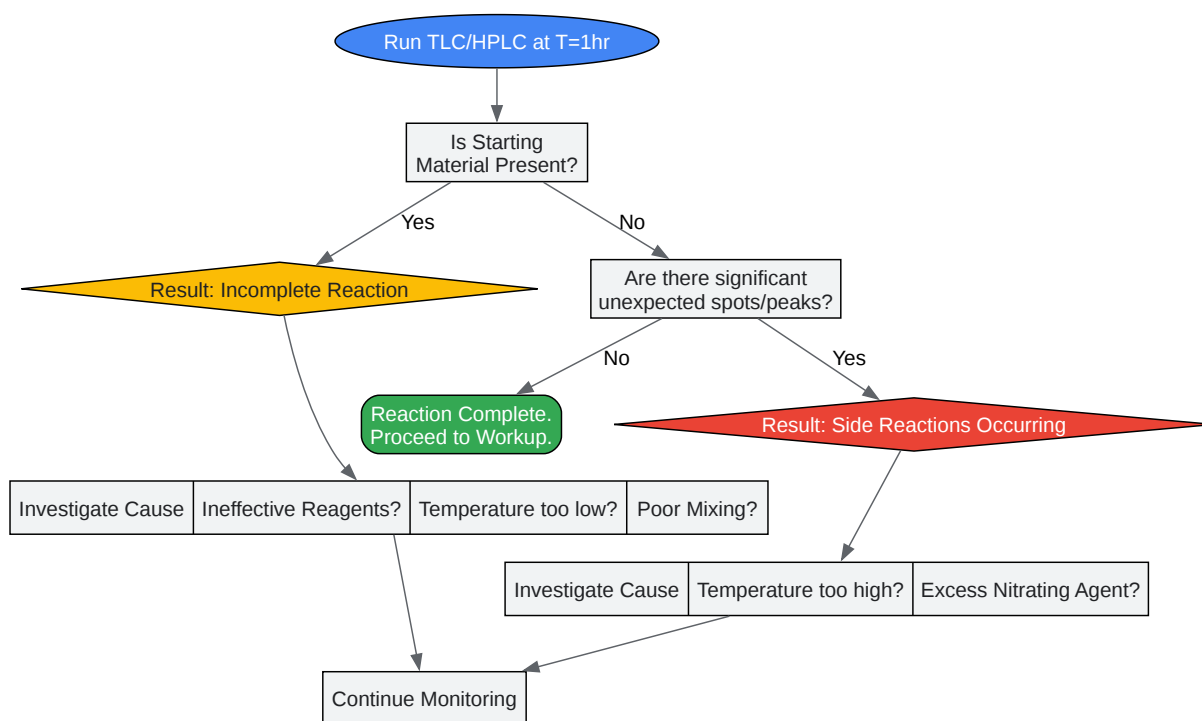 Run TLC/HPLC at T=1hr
Is Starting
Material Present?
Yes
No
Result: Incomplete Reaction
Are there significant
unexpected spots/peaks?
No
Yes
Reaction Complete.
Proceed to Workup.
Result: Side Reactions Occurring
Investigate Cause
Ineffective Reagents?
Temperature too low?
Poor Mixing?
Investigate Cause
Temperature too high?
Excess Nitrating Agent?
Continue Monitoring